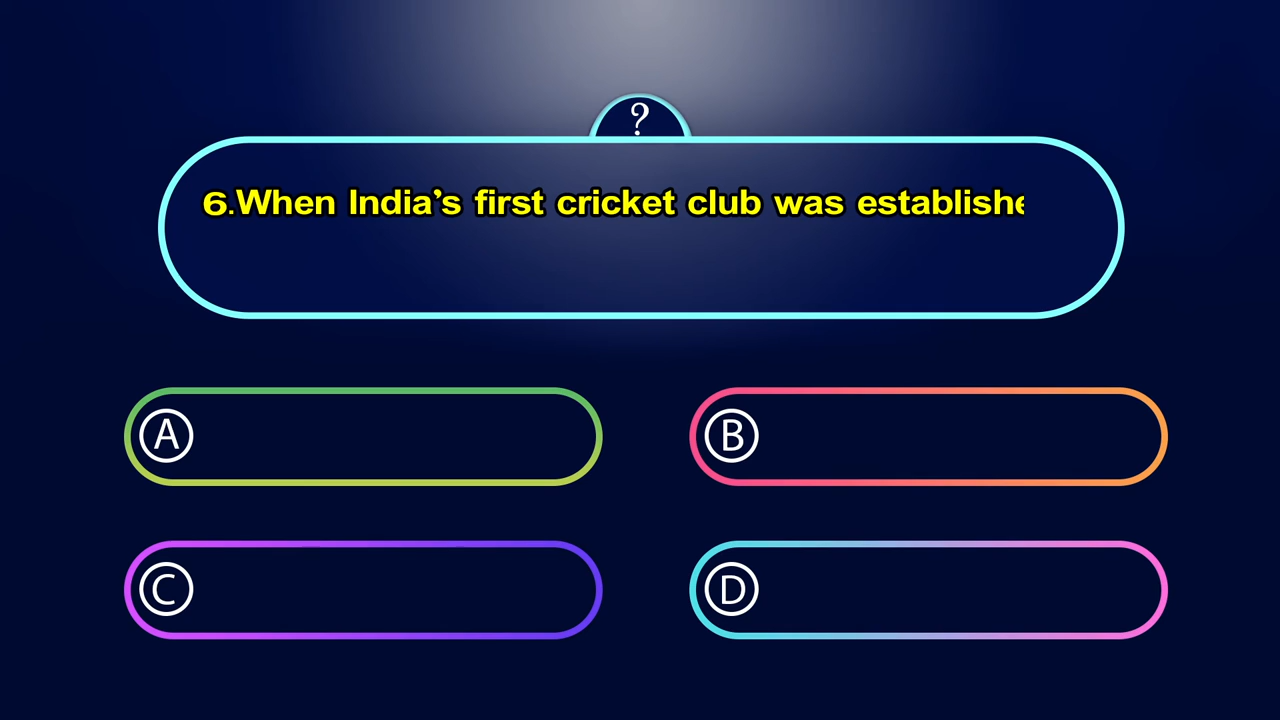 ?
6.When India’s first cricket club was establishe
A
B
C
D